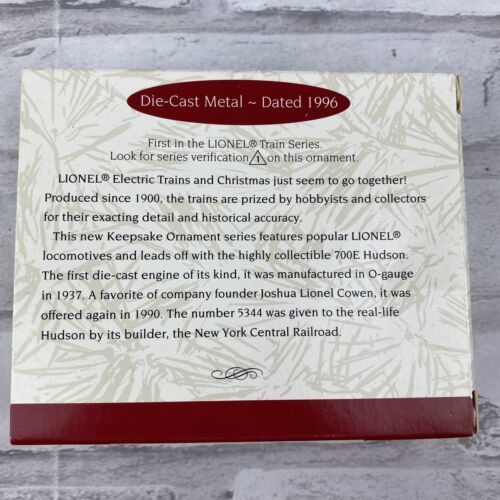 Die-Cast Metal ~ Dated 1996
First in the LIONEL® Train Series.
Look for series verification 1 on this ornament.
LIONEL® Electric Trains and Christmas just seem to go together!
Produced since 1900, the trains are prized by hobbyists and collectors
for their exacting detail and historical accuracy.
This new Keepsake Ornament series features popular LIONEL®
locomotives and leads off with the highly collectible 700E Hudson.
The first die-cast engine of its kind, it was manufactured in O-gauge
in 1937. A favorite of company founder Joshua Lionel Cowen, it was
offered again in 1990. The number 5344 was given to the real-life
Hudson by its builder, the New York Central Railroad.